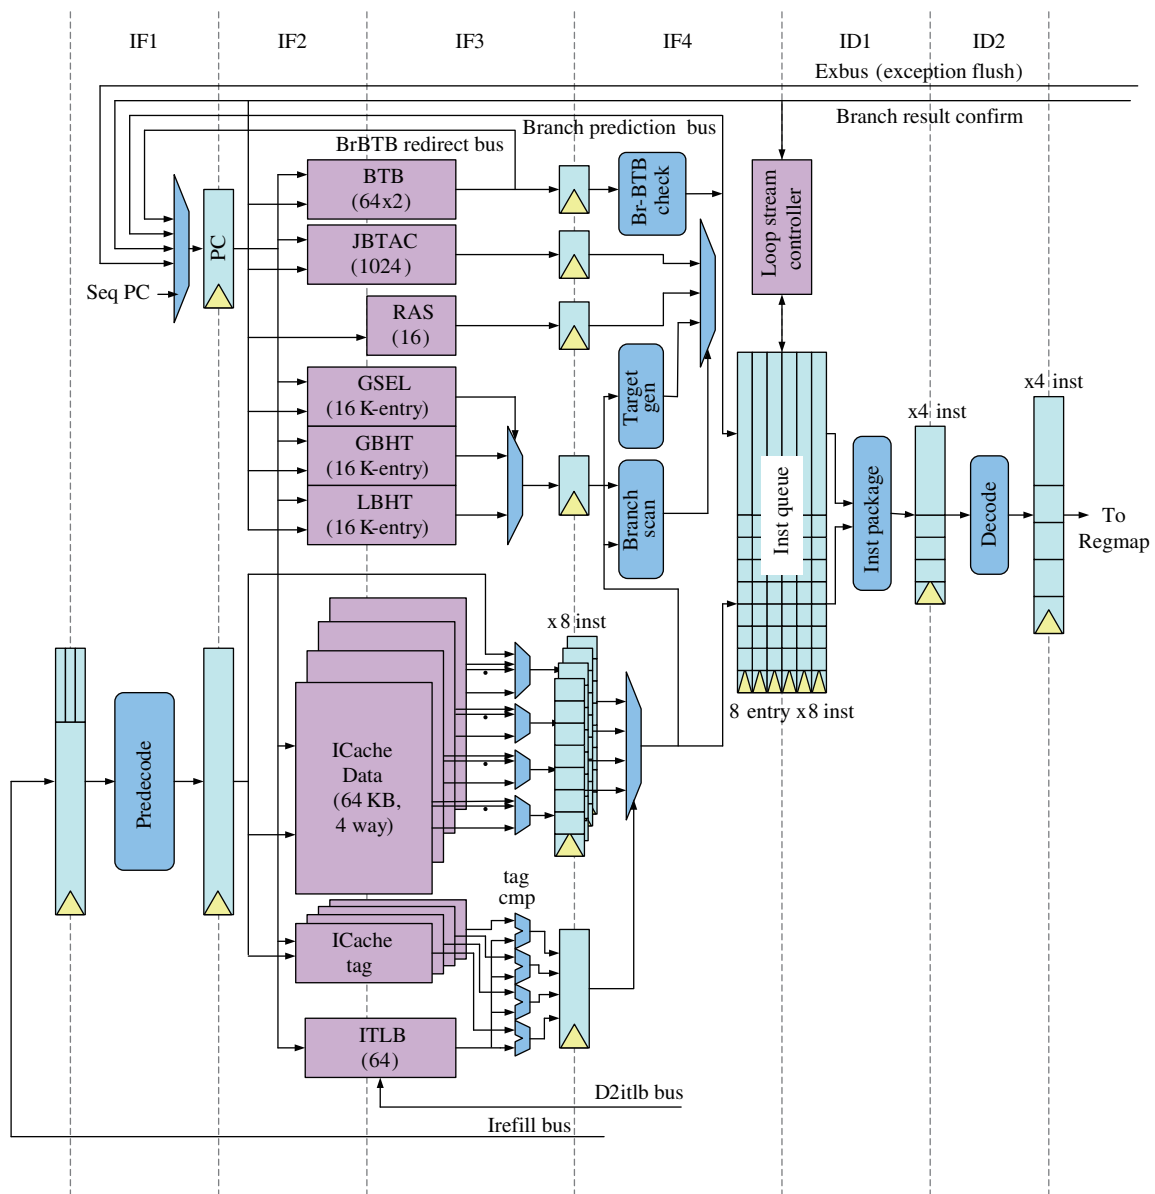 IF1
IF2
IF3
IF4
ID1
ID2
Exbus (exception flush)
Branch result confirm
Branch prediction bus
BrBTB redirect bus
BTB
(64x2)
Br-BTB
check
Loop stream
controller
PC
JBTAC
(1024)
Seq PC
RAS
(16)
Target
gen
GSEL
(16 K-entry)
GBHT
(16 K-entry)
LBHT
(16 K-entry)
Branch
scan
Inst queue
x4 inst
x4 inst
Inst package
Decode
To
Regmap
x8 inst
8 entry x8 inst
Predecode
ICache
Data
(64 KB,
4 way)
tag
cmp
ICache
tag
ITLB
(64)
D2itlb bus
Irefill bus